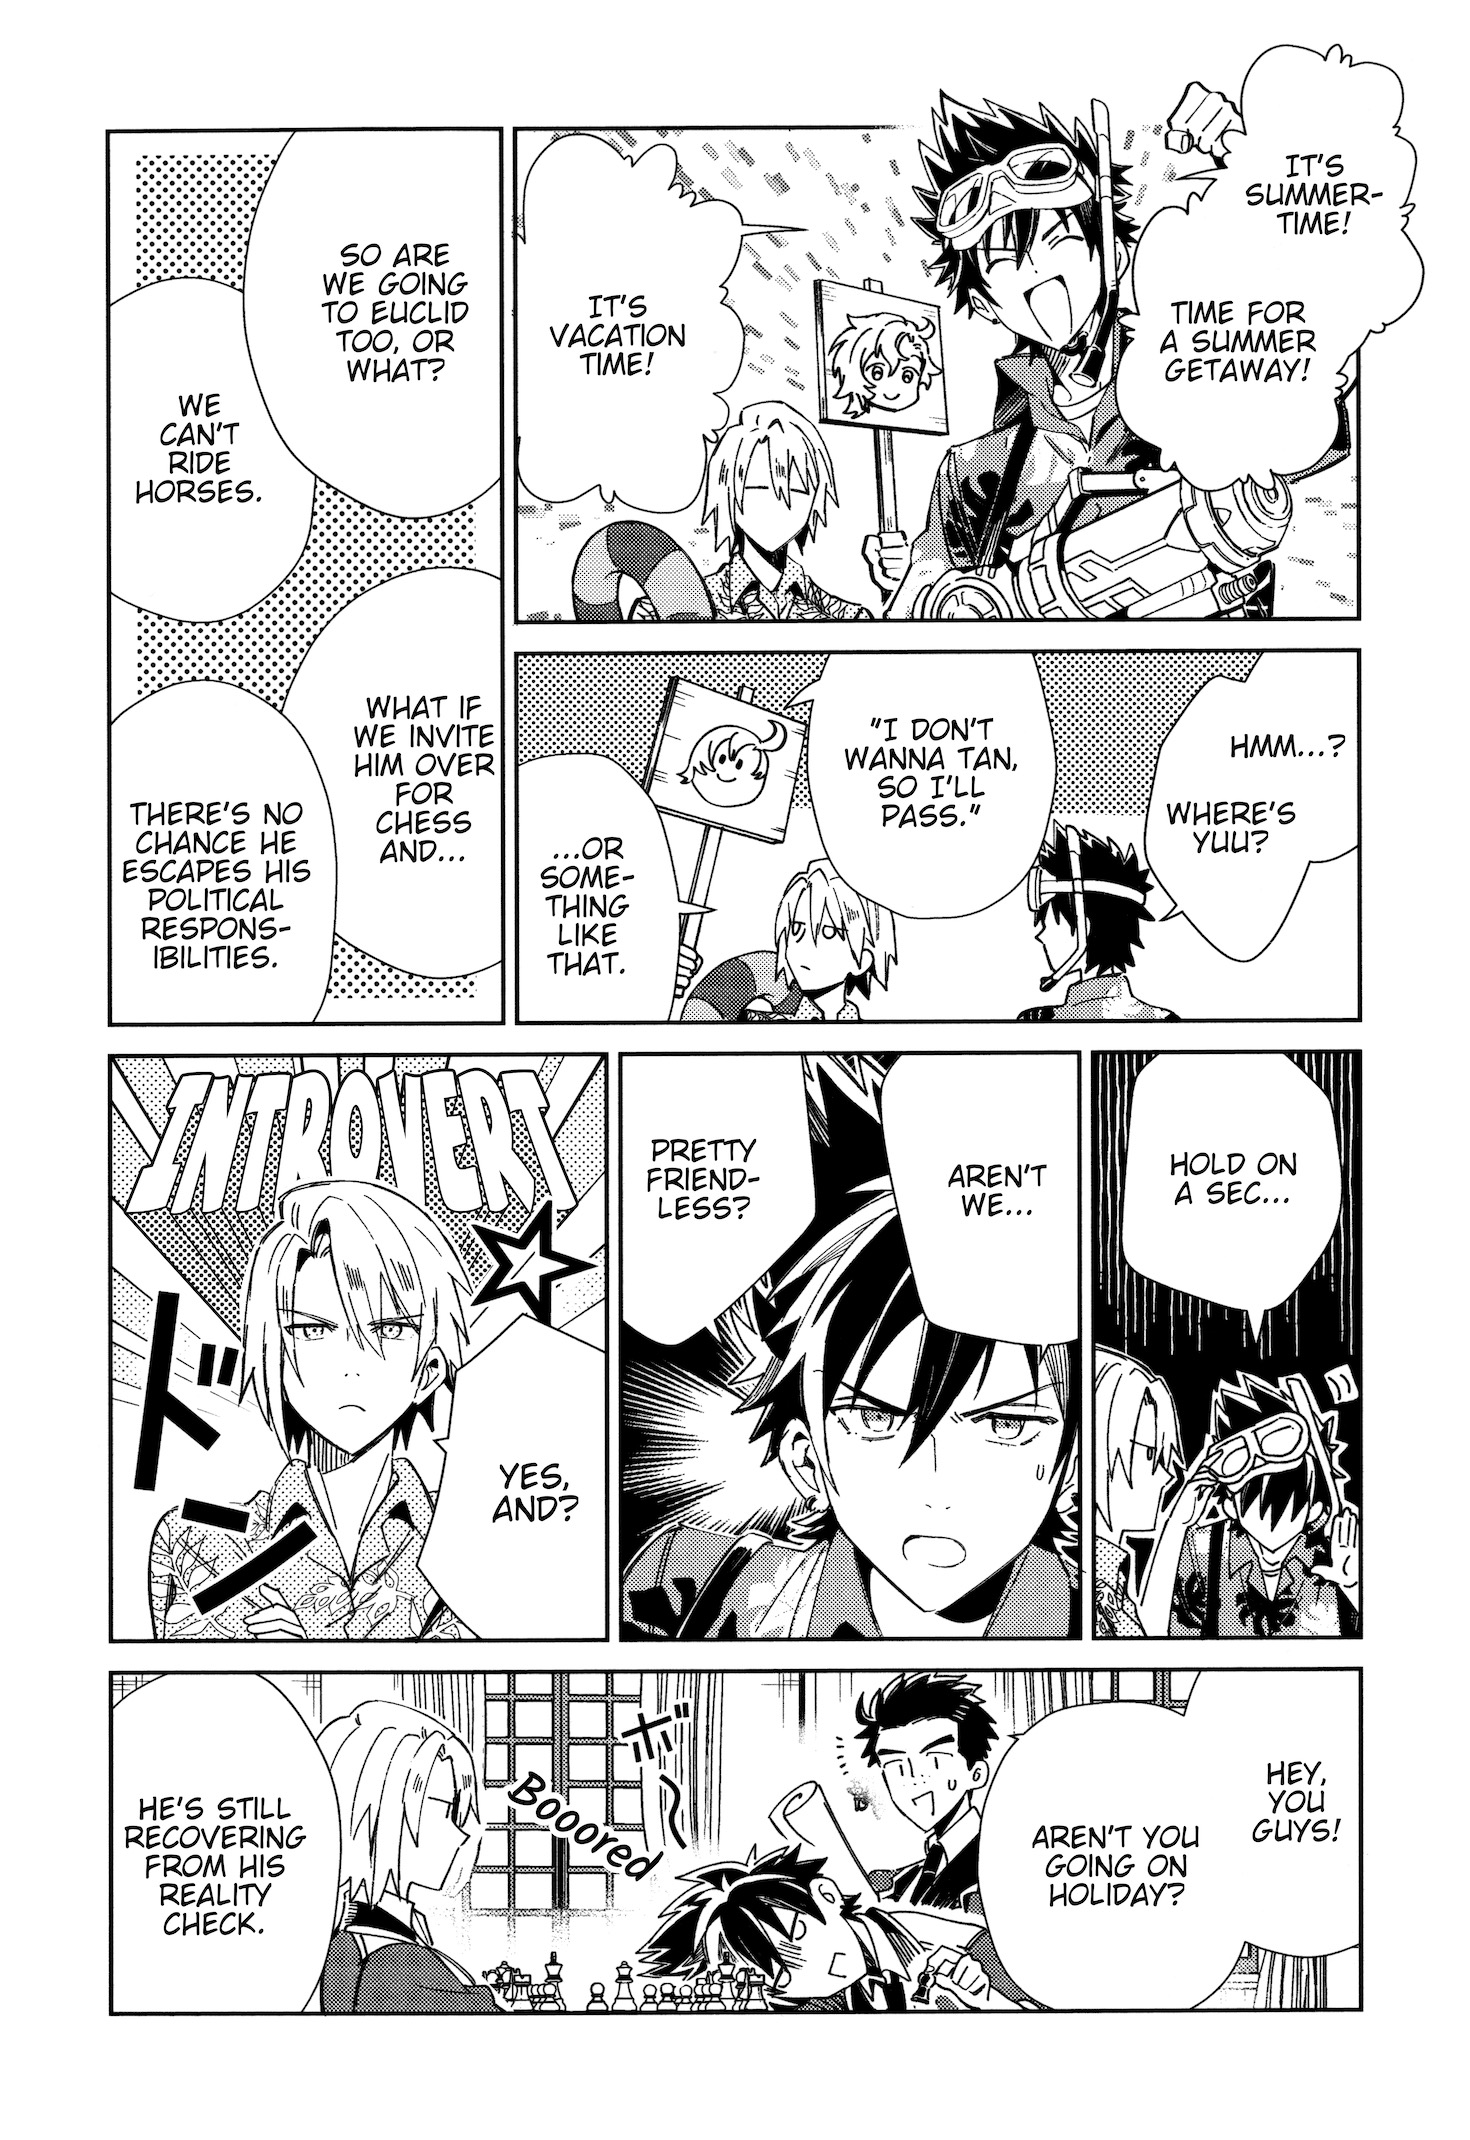 IT'S
SUMMER-
TIME!
TIME FOR
A SUMMER
GETAWAY!
IT'S
VACATION
TIME!
HMM...?
WHERE'S
YUU?
"I DON'T
WANNA TAN,
SO I'LL
PASS."
...OR
SOME-
THING
LIKE
THAT.
SO ARE
WE GOING
TO EUCLID
TOO, OR
WHAT?
WE
CAN'T
RIDE
HORSES.
WHAT IF
WE INVITE
HIM OVER
FOR
CHESS
AND...
THERE'S NO
CHANCE HE
ESCAPES HIS
POLITICAL
RESPONS-
IBILITIES.
HOLD ON
A SEC...
AREN'T
WE...
PRETTY
FRIEND-
LESS?
INTROVERT
ドーン
YES,
AND?
HEY,
YOU
GUYS!
AREN'T YOU
GOING ON
HOLIDAY?
ボ〜
Booored
HE'S STILL
RECOVERING
FROM HIS
REALITY
CHECK.